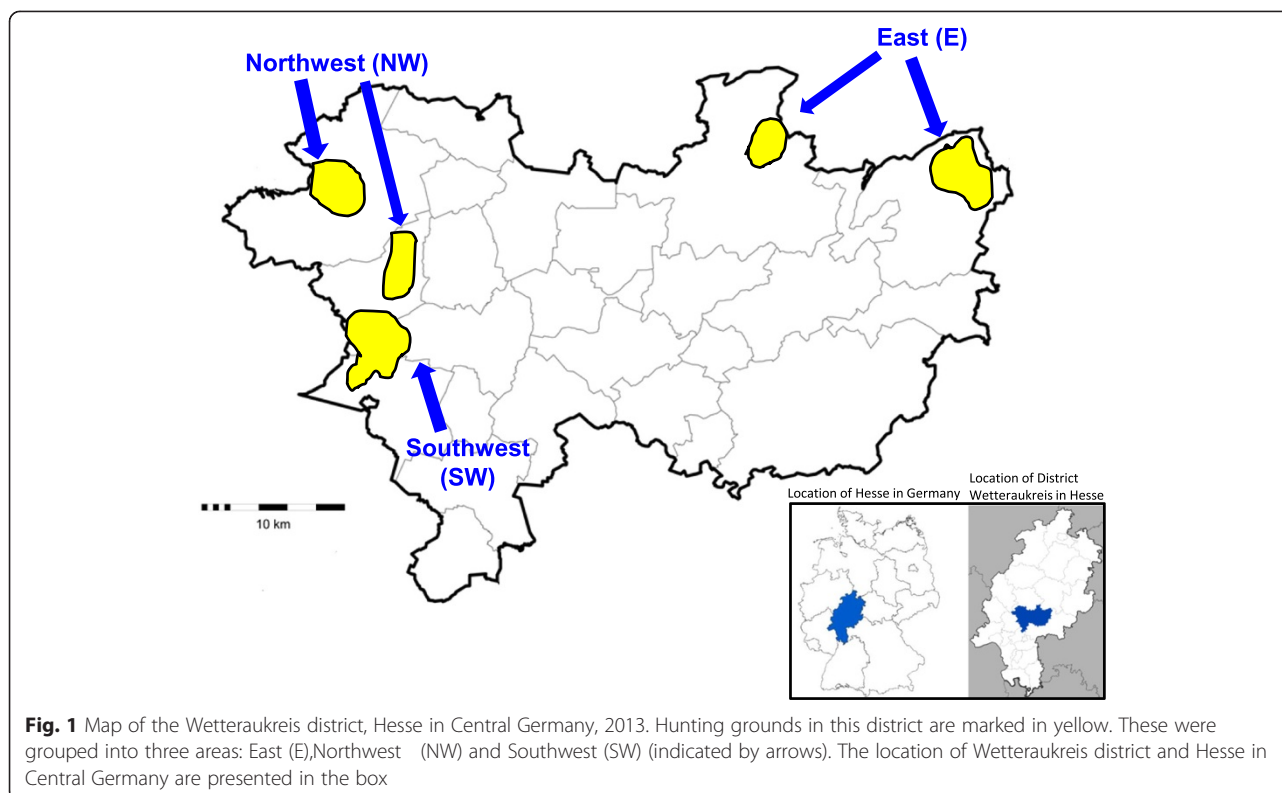 East (E)
Northwest (NW)
Southwest
(SW)
10 km
Location of Hesse in Germany
Location of District
Wetteraukreis in Hesse
Fig. 1 Map of the Wetteraukreis district, Hesse in Central Germany, 2013. Hunting grounds in this district are marked in yellow. These were
grouped into three areas: East (E),Northwest (NW) and Southwest (SW) (indicated by arrows). The location of Wetteraukreis district and Hesse in
Central Germany are presented in the box